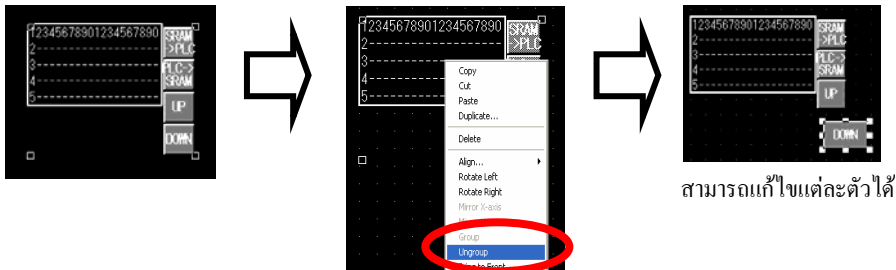 12345678901234567890
2------------------
3------------------
4------------------
5------------------
SRAM
->PLC
PLC->
SRAM
UP
DOWN
12345678901234567890
2
3
4
5
SRAM
->PLC
Copy
Cut
Paste
Duplicate...
Delete
Align...
Rotate Left
Rotate Right
Mirror X-axis
Group
Ungroup
12345678901234567890
2------------------
3------------------
4------------------
5------------------
SRAM
->PLC
PLC->
SRAM
UP
DOWN
สามารถแก้ไขแต่ละตัวได้